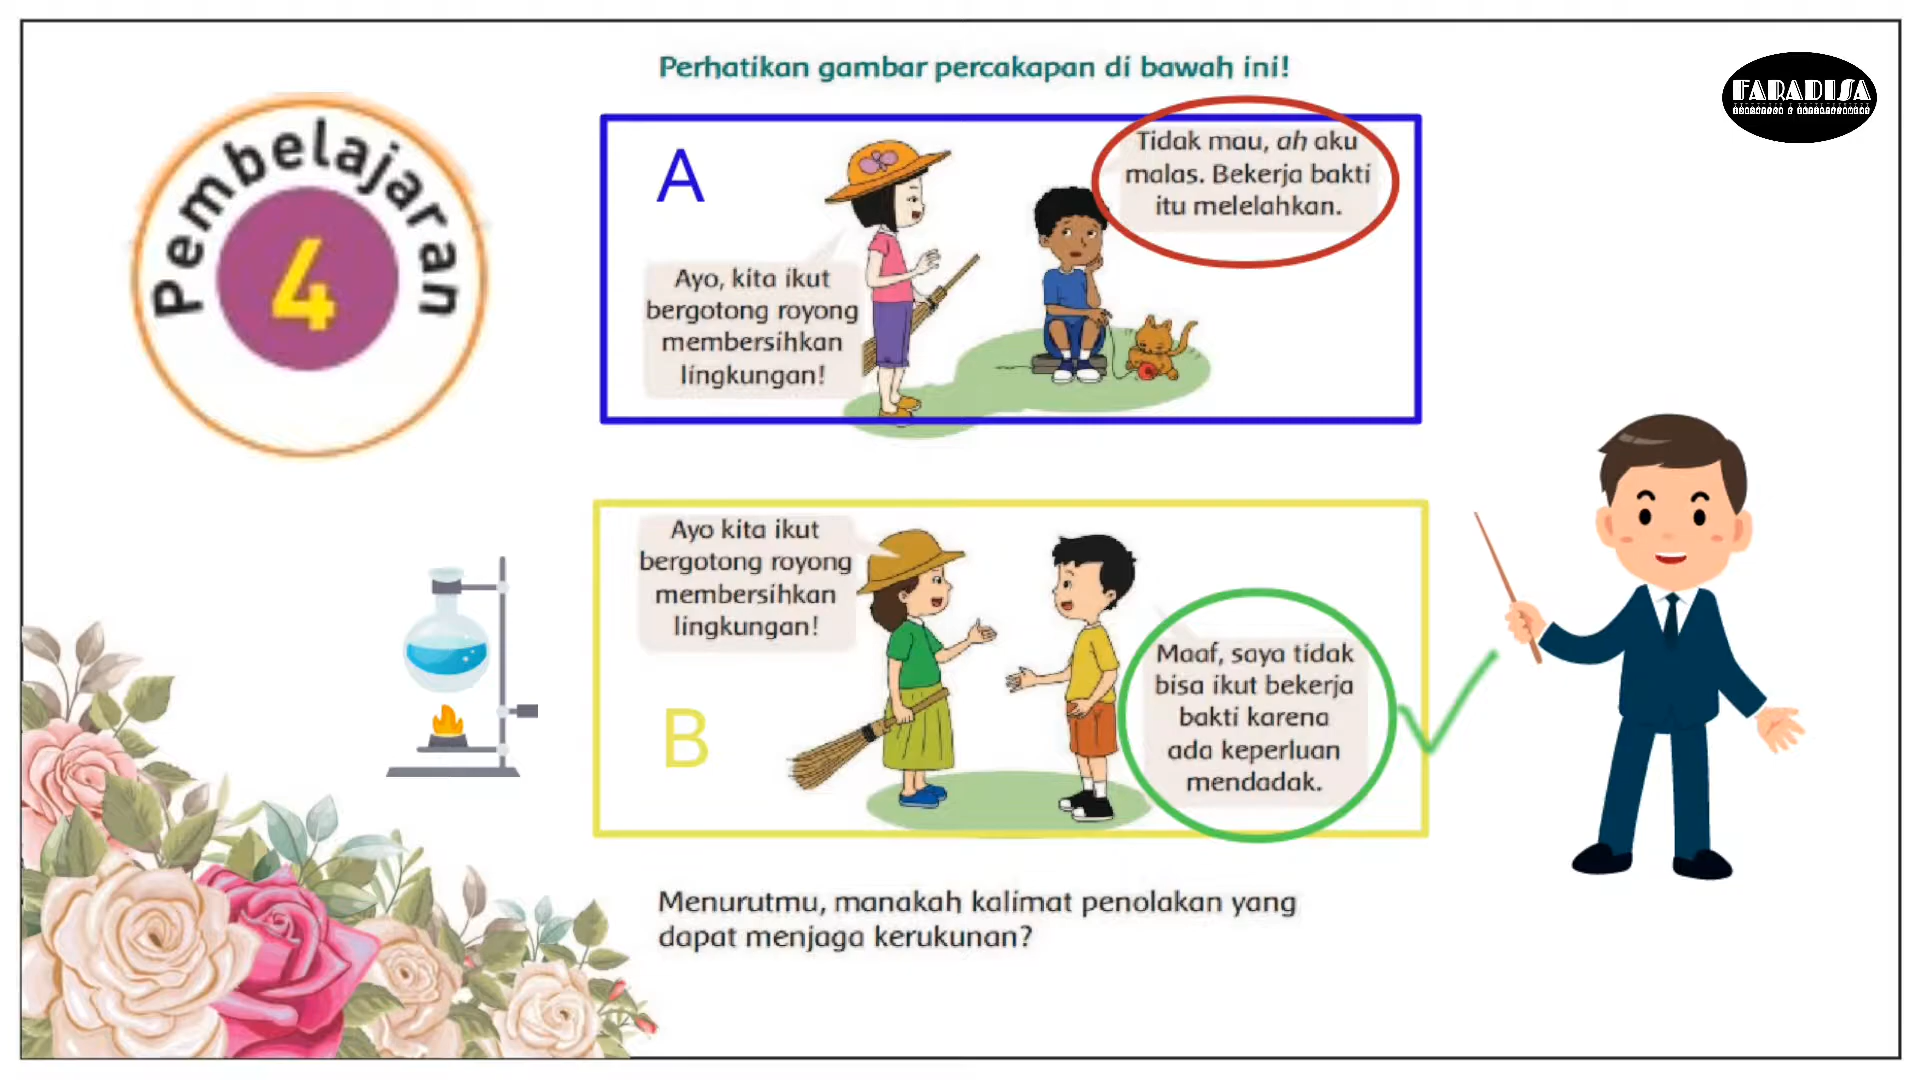 Perhatikan gambar percakapan di bawah ini!
FARADISA
Pembelajaran
4
A
Tidak mau, ah aku
malas. Bekerja bakti
itu melelahkan.
Ayo, kita ikut
bergotong royong
membersihkan
lingkungan!
Ayo kita ikut
bergotong royong
membersihkan
lingkungan!
B
Maaf, saya tidak
bisa ikut bekerja
bakti karena
ada keperluan
mendadak.
Menurutmu, manakah kalimat penolakan yang
dapat menjaga kerukunan?